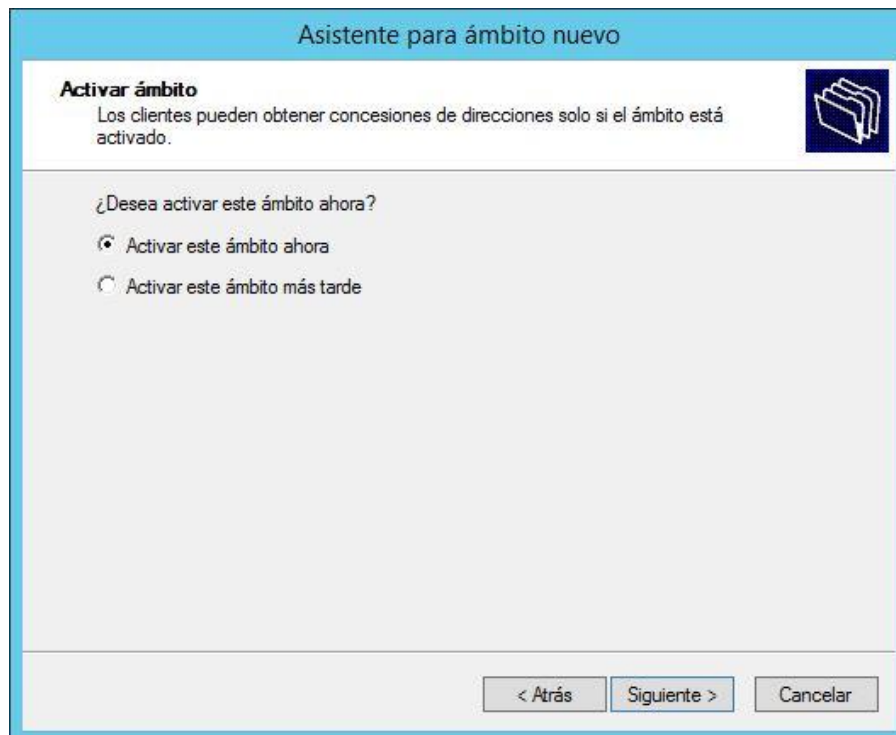 Asistente para ámbito nuevo
Activar ámbito
Los clientes pueden obtener concesiones de direcciones solo si el ámbito está
activado.
¿Desea activar este ámbito ahora?
Activar este ámbito ahora
Activar este ámbito más tarde
< Atrás Siguiente > Cancelar